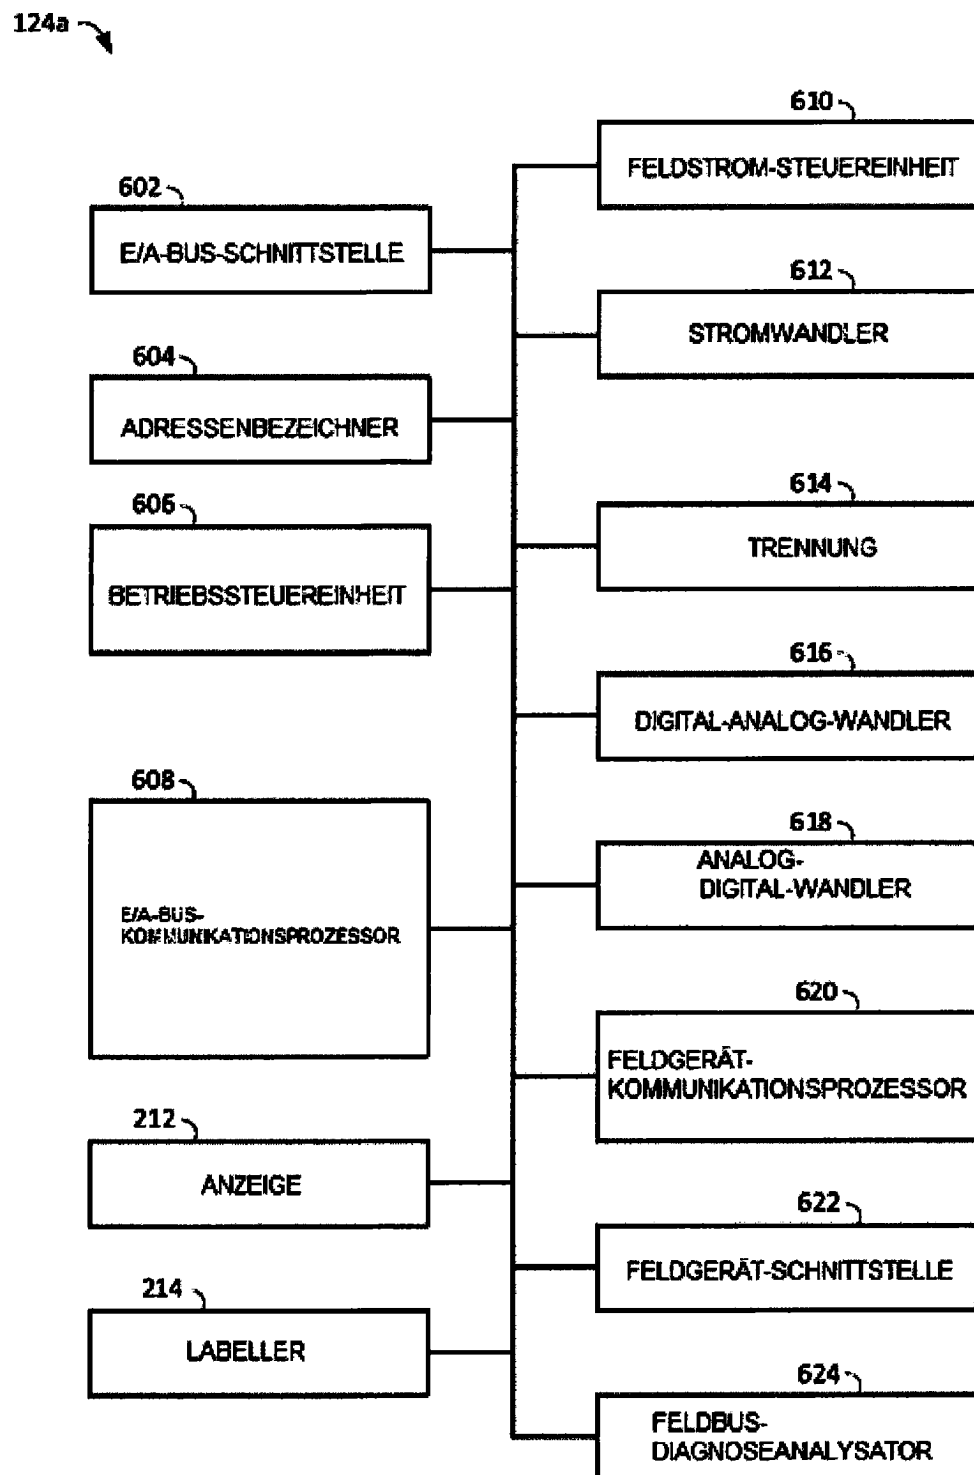 124a
602
E/A-BUS-SCHNITTSTELLE
604
ADRESSENBEZEICHNER
606
BETRIEBSSTEUEREINHEIT
608
E/A-BUS-
KOMMUNIKATIONSPROZESSOR
212
ANZEIGE
214
LABELLER
610
FELDSTROM-STEUEREINHEIT
612
STROMWANDLER
614
TRENNUNG
616
DIGITAL-ANALOG-WANDLER
618
ANALOG-
DIGITAL-WANDLER
620
FELDGERÄT-
KOMMUNIKATIONSPROZESSOR
622
FELDGERÄT-SCHNITTSTELLE
624
FELDBUS-
DIAGNOSEANALYSATOR